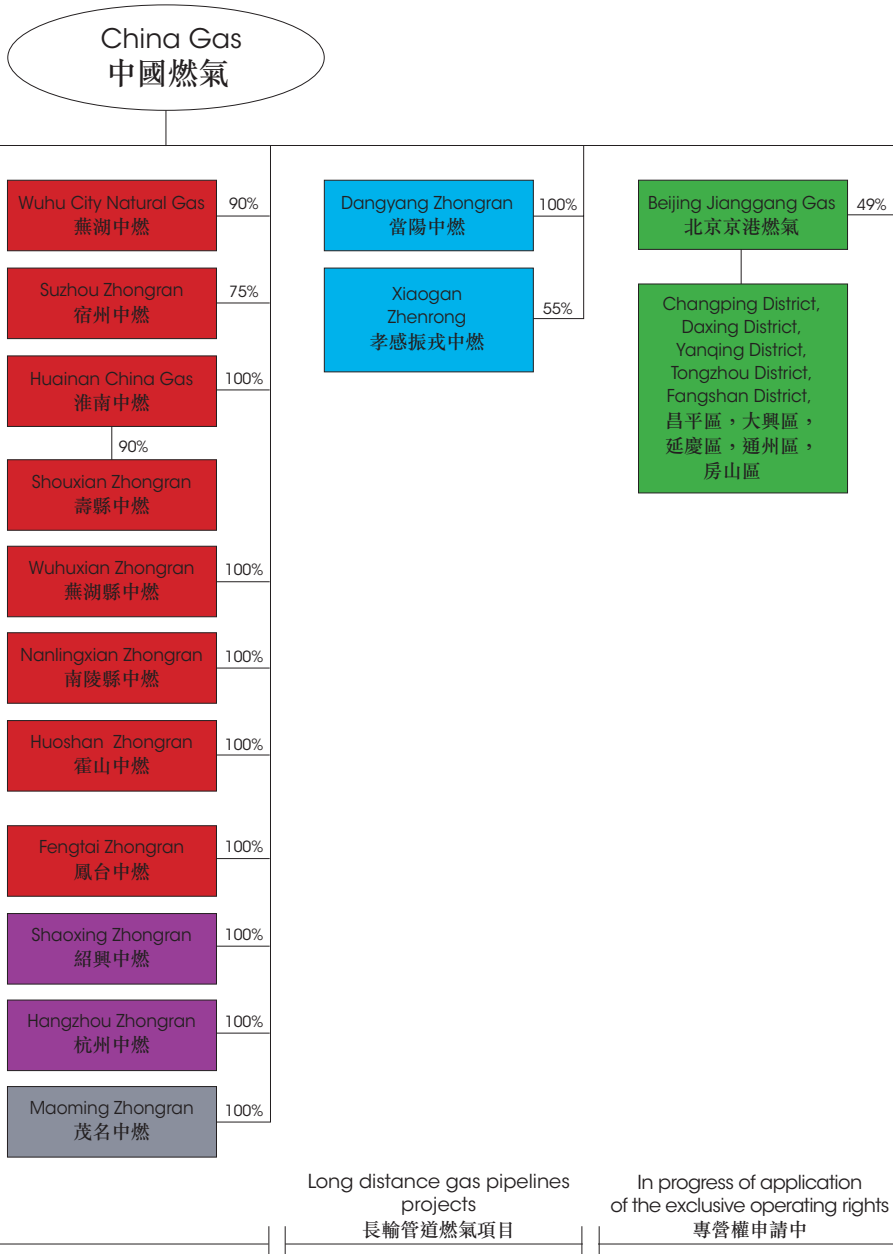 China Gas
中國燃氣
Wuhu City Natural Gas
蕪湖中燃
90%
Suzhou Zhongran
宿州中燃
75%
Huainan China Gas
淮南中燃
100%
90%
Shouxian Zhongran
壽縣中燃
Wuhuxian Zhongran
蕪湖縣中燃
100%
Nanlingxian Zhongran
南陵縣中燃
100%
Huoshan Zhongran
霍山中燃
100%
Fengtai Zhongran
鳳台中燃
100%
Shaoxing Zhongran
紹興中燃
100%
Hangzhou Zhongran
杭州中燃
100%
Maoming Zhongran
茂名中燃
100%
Dangyang Zhongran
當陽中燃
100%
Xiaogan
Zhenrong
孝感振戎中燃
55%
Long distance gas pipelines
projects
長輸管道燃氣項目
Beijing Jianggang Gas
北京京港燃氣
49%
Changping District,
Daxing District,
Yanqing District,
Tongzhou District,
Fangshan District,
昌平區，大興區，
延慶區，通州區，
房山區
In progress of application
of the exclusive operating rights
專營權申請中